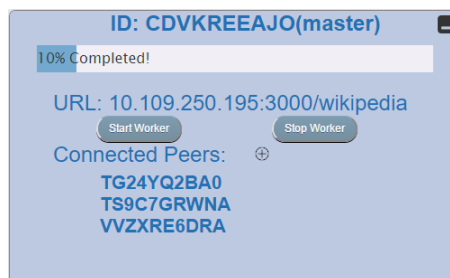 ID: CDVKREEAJO(master)
10% Completed!
URL: 10.109.250.195:3000/wikipedia
Start Worker Stop Worker
Connected Peers:
TG24YQ2BA0
TS9C7GRWNA
VVZXRE6DRA